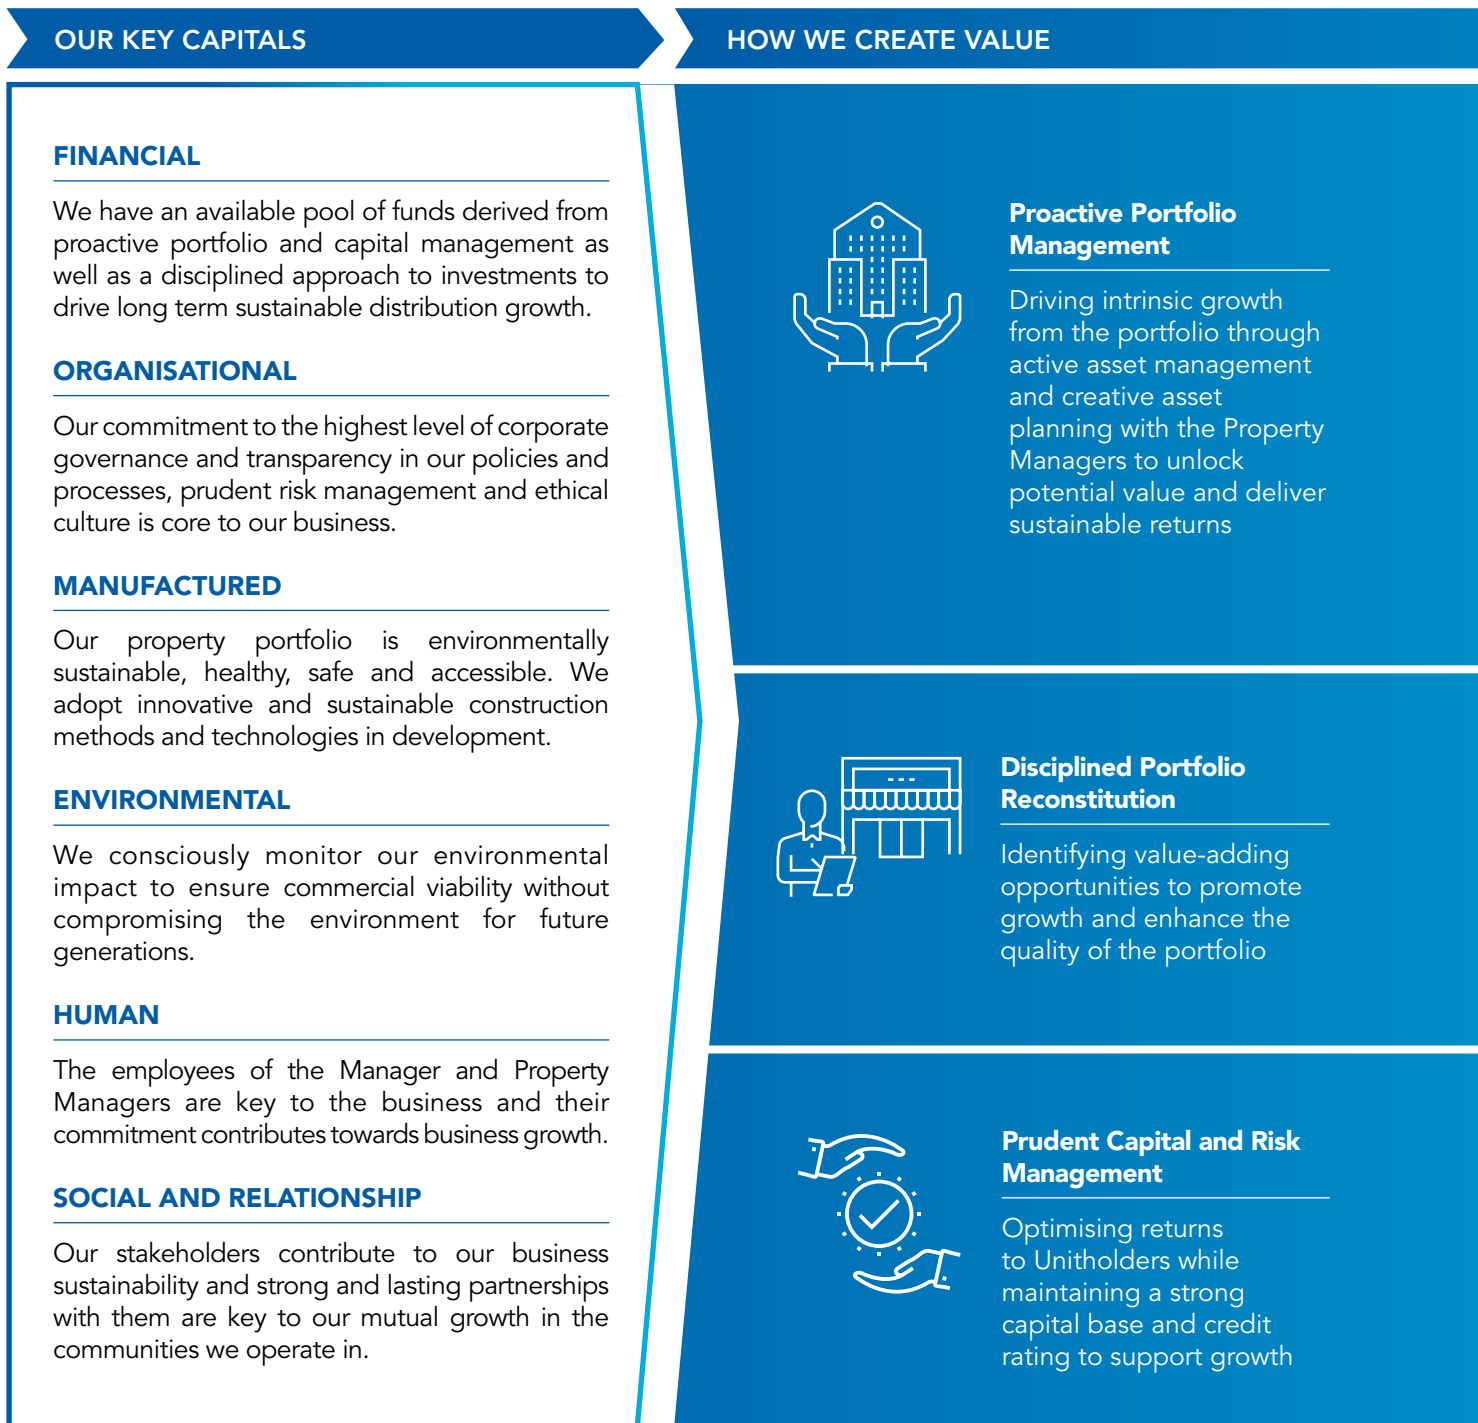 OUR KEY CAPITALS
FINANCIAL
We have an available pool of funds derived from
proactive portfolio and capital management as
well as a disciplined approach to investments to
drive long term sustainable distribution growth.
ORGANISATIONAL
Our commitment to the highest level of corporate
governance and transparency in our policies and
processes, prudent risk management and ethical
culture is core to our business.
MANUFACTURED
Our property portfolio is environmentally
sustainable, healthy, safe and accessible. We
adopt innovative and sustainable construction
methods and technologies in development.
ENVIRONMENTAL
We consciously monitor our environmental
impact to ensure commercial viability without
compromising the environment for future
generations.
HUMAN
The employees of the Manager and Property
Managers are key to the business and their
commitment contributes towards business growth.
SOCIAL AND RELATIONSHIP
Our stakeholders contribute to our business
sustainability and strong and lasting partnerships
with them are key to our mutual growth in the
communities we operate in.
HOW WE CREATE VALUE
Proactive Portfolio
Management
Driving intrinsic growth
from the portfolio through
active asset management
and creative asset
planning with the Property
Managers to unlock
potential value and deliver
sustainable returns
Disciplined Portfolio
Reconstitution
Identifying value-adding
opportunities to promote
growth and enhance the
quality of the portfolio
Prudent Capital and Risk
Management
Optimising returns
to Unitholders while
maintaining a strong
capital base and credit
rating to support growth